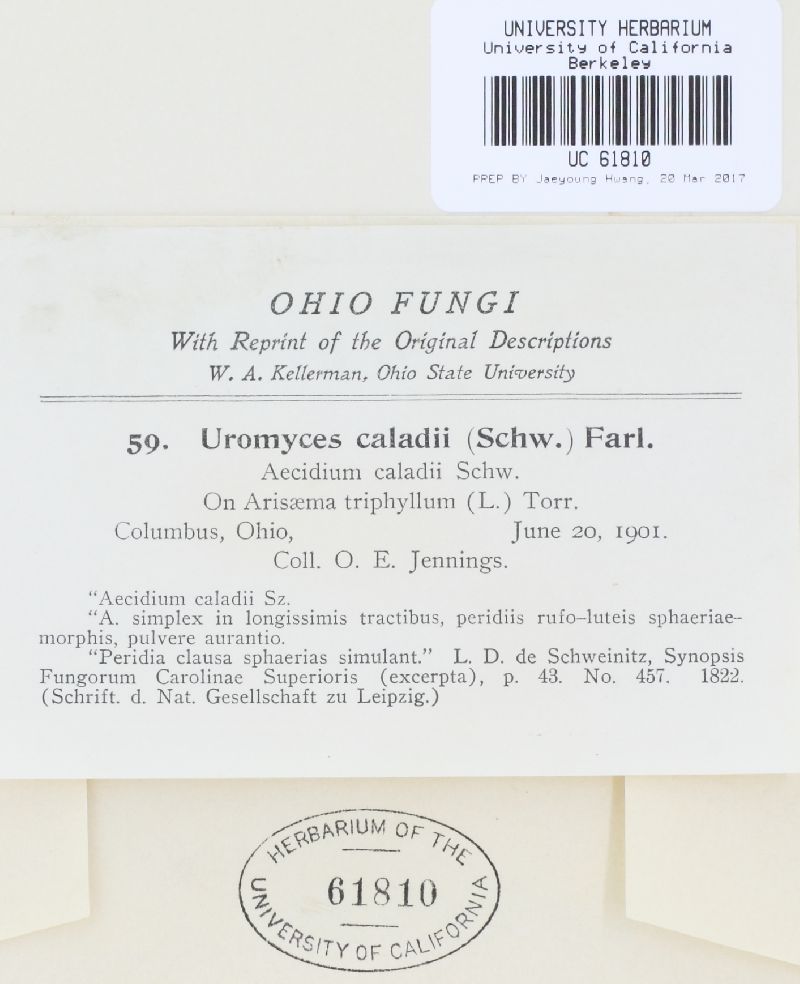 UNIVERSITY HERBARIUM
University of California
Berkeley
UC 61810
PREP BY Jaeyoung Hwang, 20 Mar 2017
OHIO FUNGI
With Reprint of the Original Descriptions
W. A. Kellerman, Ohio State University
59. Uromyces caladii (Schw.) Farl.
Aecidium caladii Schw.
On Arisæma triphyllum (L.) Torr.
Columbus, Ohio, June 20, 1901.
Coll. O. E. Jennings.
"Aecidium caladii Sz.
"A. simplex in longissimis tractibus, peridiis rufo-luteis sphaeriae-
morphis, pulvere aurantio.
"Peridia clausa sphaerias simulant." L. D. de Schweinitz, Synopsis
Fungorum Carolinae Superioris (excerpta), p. 43. No. 457. 1822.
(Schrift. d. Nat. Gesellschaft zu Leipzig.)
HERBARIUM OF THE
61810
UNIVERSITY OF CALIFORNIA